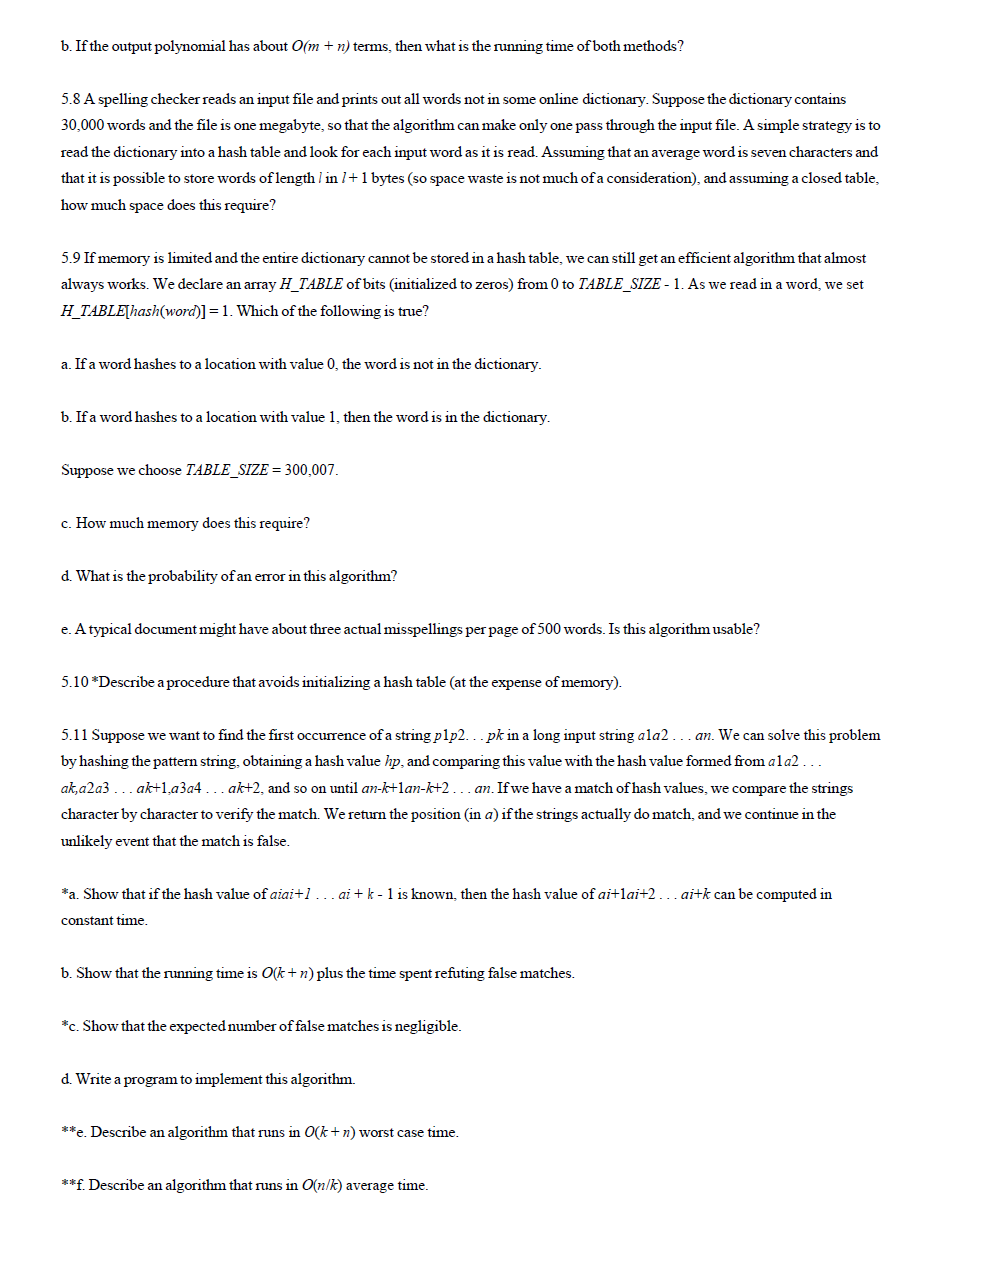 b. If the output polynomial has about O(m + n) terms, then what is the running time of both methods?
5.8 A spelling checker reads an input file and prints out all words not in some online dictionary. Suppose the dictionary contains
30,000 words and the file is one megabyte, so that the algorithm can make only one pass through the input file. A simple strategy is to
read the dictionary into a hash table and look for each input word as it is read. Assuming that an average word is seven characters and
that it is possible to store words of length l in l + 1 bytes (so space waste is not much of a consideration), and assuming a closed table,
how much space does this require?
5.9 If memory is limited and the entire dictionary cannot be stored in a hash table, we can still get an efficient algorithm that almost
always works. We declare an array H_TABLE of bits (initialized to zeros) from 0 to TABLE_SIZE - 1. As we read in a word, we set
H_TABLE[hash(word)] = 1. Which of the following is true?
a. If a word hashes to a location with value 0, the word is not in the dictionary.
b. If a word hashes to a location with value 1, then the word is in the dictionary.
Suppose we choose TABLE_SIZE = 300,007.
c. How much memory does this require?
d. What is the probability of an error in this algorithm?
e. A typical document might have about three actual misspellings per page of 500 words. Is this algorithm usable?
5.10 *Describe a procedure that avoids initializing a hash table (at the expense of memory).
5.11 Suppose we want to find the first occurrence of a string p1p2. . . pk in a long input string a1a2 . . . an. We can solve this problem
by hashing the pattern string, obtaining a hash value hp, and comparing this value with the hash value formed from a1a2 . . .
ak,a2a3 . . . ak+1,a3a4 . . . ak+2, and so on until an-k+1an-k+2 . . . an. If we have a match of hash values, we compare the strings
character by character to verify the match. We return the position (in a) if the strings actually do match, and we continue in the
unlikely event that the match is false.
*a. Show that if the hash value of aiai+1 . . . ai + k - 1 is known, then the hash value of ai+1ai+2 . . . ai+k can be computed in
constant time.
b. Show that the running time is O(k + n) plus the time spent refuting false matches.
*c. Show that the expected number of false matches is negligible.
d. Write a program to implement this algorithm.
**e. Describe an algorithm that runs in O(k + n) worst case time.
**f. Describe an algorithm that runs in O(n/k) average time.